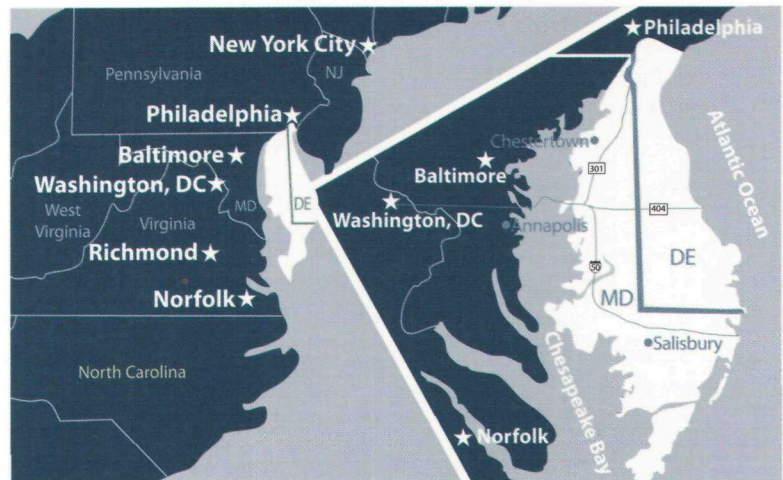 New York City
Pennsylvania
NJ
Philadelphia
Baltimore
Washington, DC
West
Virginia
Virginia
MD
DE
Richmond
Norfolk
North Carolina
Philadelphia
Chestertown
301
Baltimore
Washington, DC
Annapolis
404
Atlantic Ocean
50
DE
MD
Salisbury
Chesapeake Bay
Norfolk